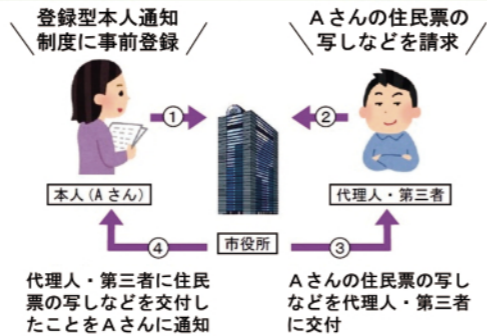 登録型本人通知
制度に事前登録
Aさんの住民票の
写しなどを請求
①
②
本人(Aさん)
代理人・第三者
市役所
④
③
代理人・第三者に住民
票の写しなどを交付し
たことをAさんに通知
Aさんの住民票の写し
などを代理人・第三者
に交付